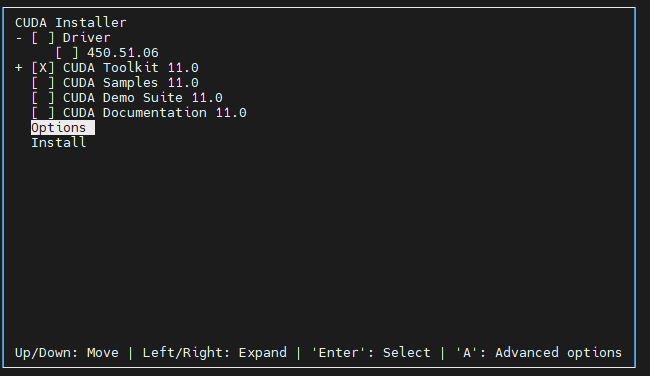 CUDA Installer
- [ ] Driver
     [ ] 450.51.06
+ [X] CUDA Toolkit 11.0
  [ ] CUDA Samples 11.0
  [ ] CUDA Demo Suite 11.0
  [ ] CUDA Documentation 11.0
  Options
  Install
Up/Down: Move | Left/Right: Expand | 'Enter': Select | 'A': Advanced options